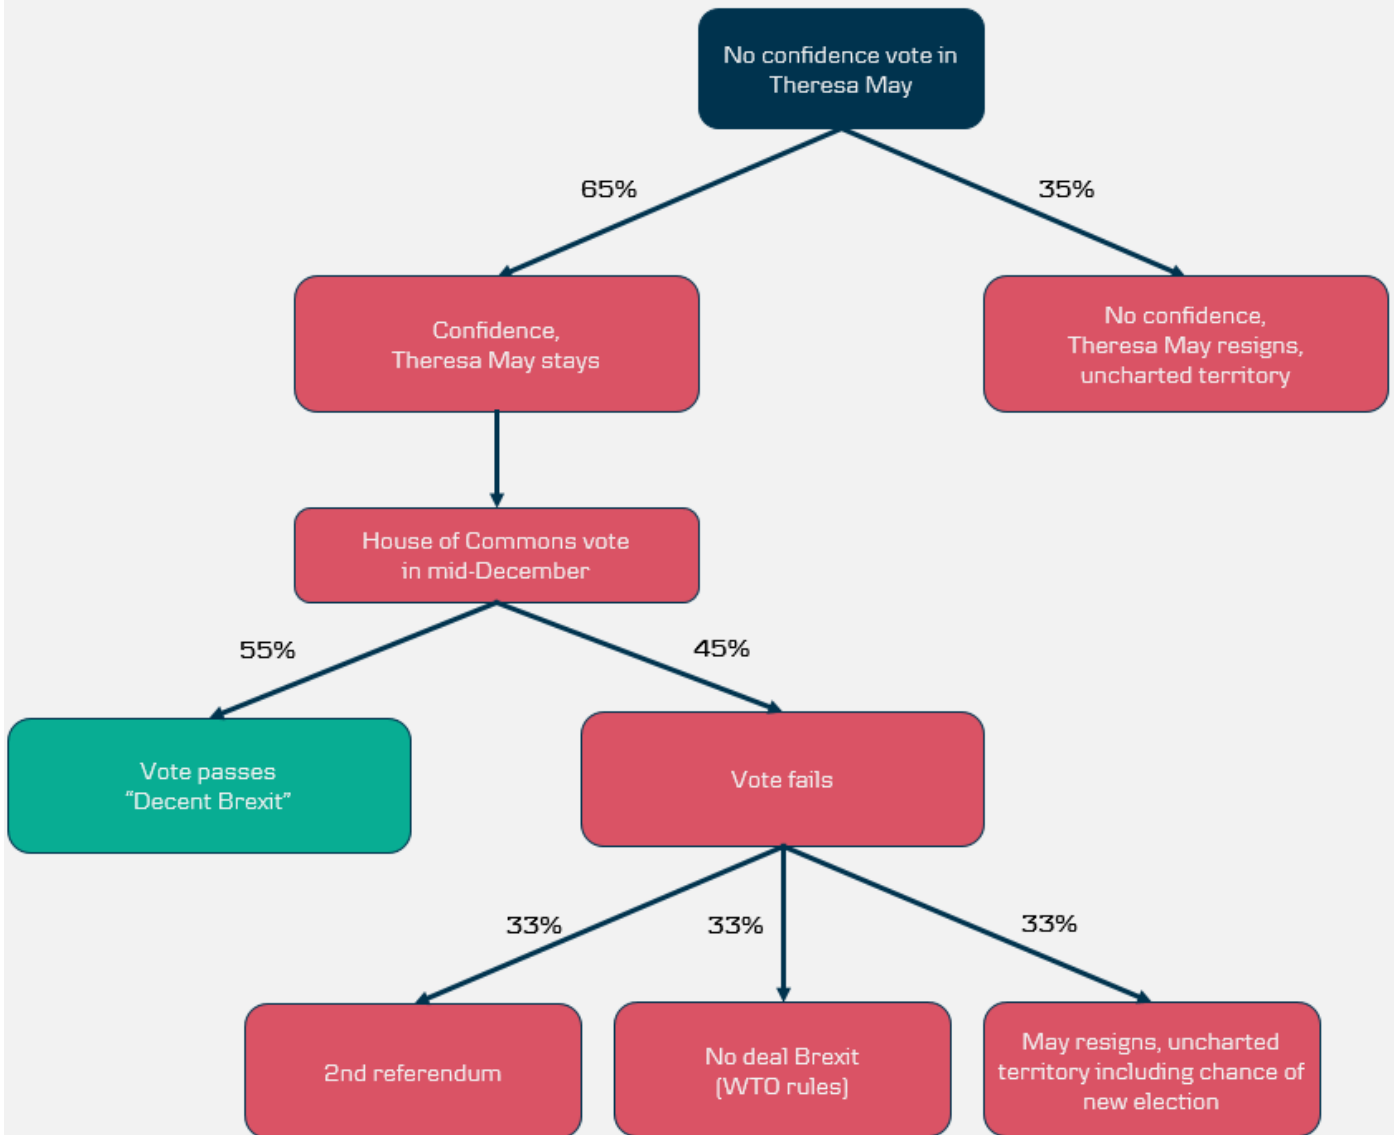 No confidence vote in
Theresa May
65%
35%
Confidence,
Theresa May stays
No confidence,
Theresa May resigns,
uncharted territory
House of Commons vote
in mid-December
55%
45%
Vote passes
“Decent Brexit”
Vote fails
33%
33%
33%
2nd referendum
No deal Brexit
(WTO rules)
May resigns, uncharted
territory including chance of
new election